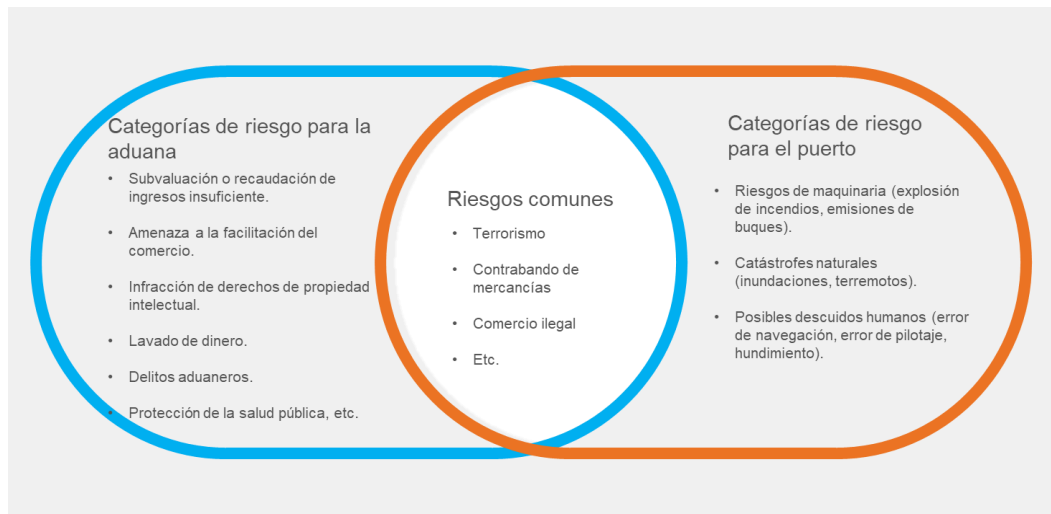 Categorías de riesgo para la
aduana
• Subvaluación o recaudación de
ingresos insuficiente.
• Amenaza a la facilitación del
comercio.
• Infracción de derechos de propiedad
intelectual.
• Lavado de dinero.
• Delitos aduaneros.
• Protección de la salud pública, etc.
Riesgos comunes
• Terrorismo
• Contrabando de
mercancías
• Comercio ilegal
• Etc.
Categorías de riesgo
para el puerto
• Riesgos de maquinaria (explosión
de incendios, emisiones de
buques).
• Catástrofes naturales
(inundaciones, terremotos).
• Posibles descuidos humanos (error
de navegación, error de pilotaje,
hundimiento).